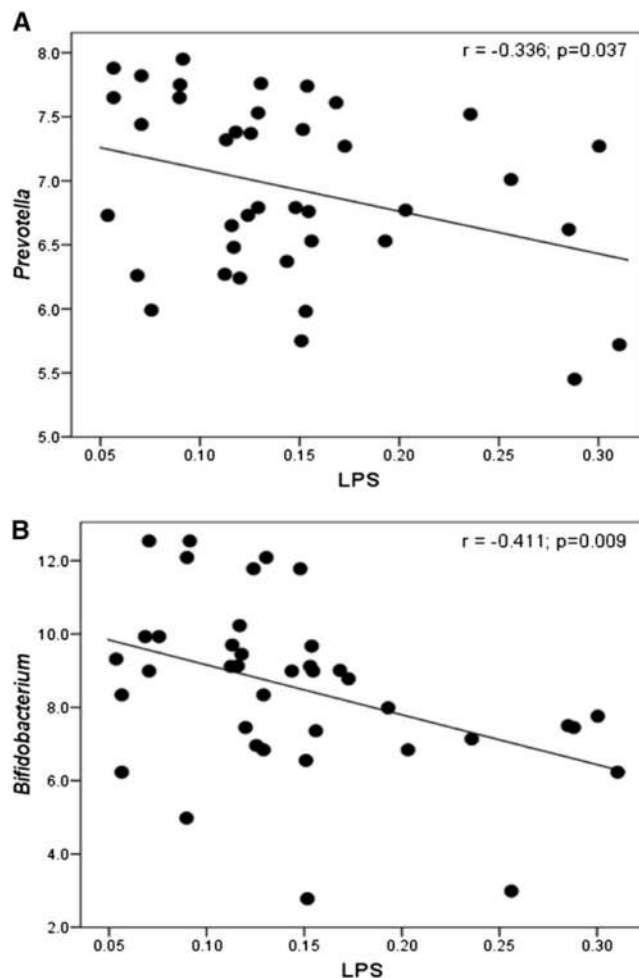 A
r = -0.336; p=0.037
8.0
7.5
7.0
Prevotella
6.5
6.0
5.5
5.0
0.05 0.10 0.15 0.20 0.25 0.30
LPS
B
r = -0.411; p=0.009
12.0
10.0
8.0
Bifidobacterium
6.0
4.0
2.0
0.05 0.10 0.15 0.20 0.25 0.30
LPS